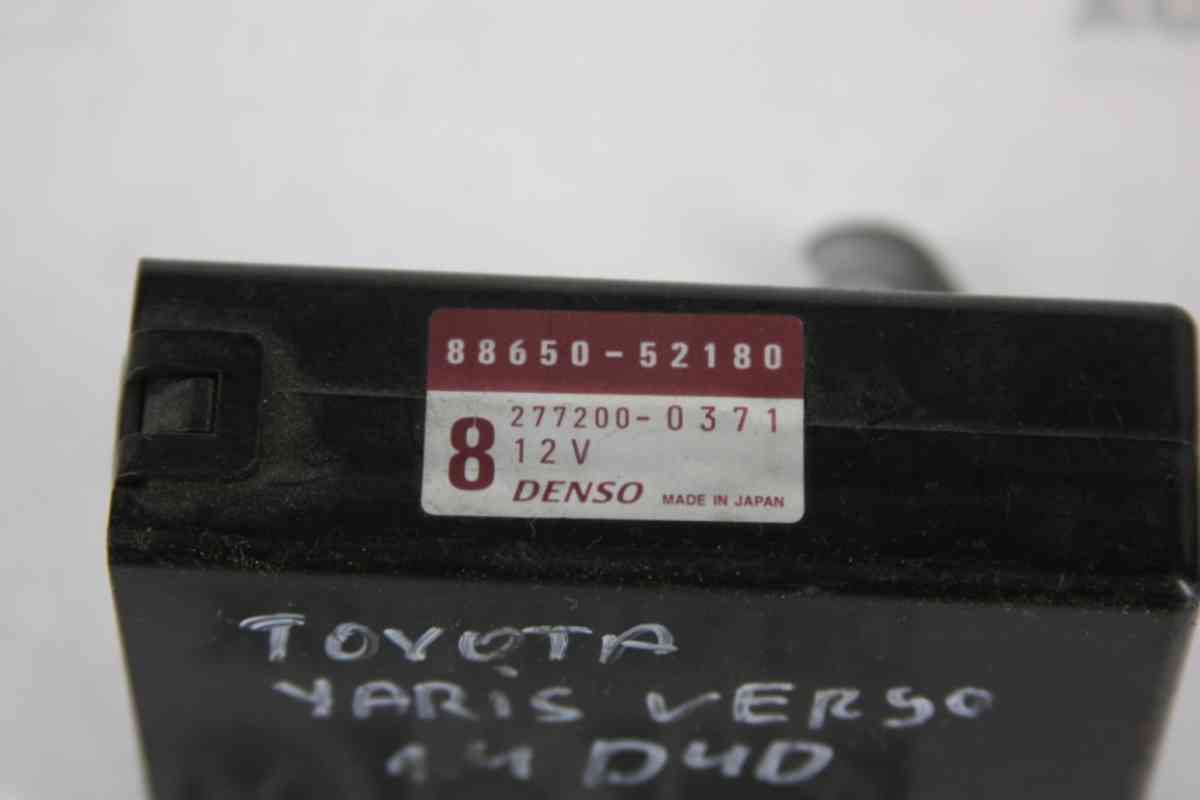 88650-52180
277200-0371
8
12V
DENSO MADE IN JAPAN
TOYOTA
YARiS VERSO
1.4 D4D